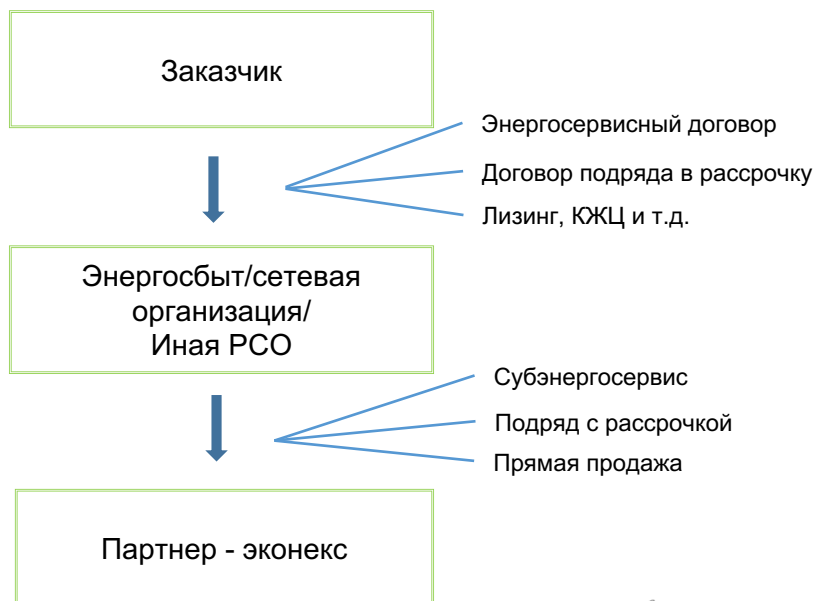 Заказчик
Энергосервисный договор
Договор подряда в рассрочку
Лизинг, КЖЦ и т.д.
Энергосбыт/сетевая
организация/
Иная РСО
Субэнергосервис
Подряд с рассрочкой
Прямая продажа
Партнер - эконекс